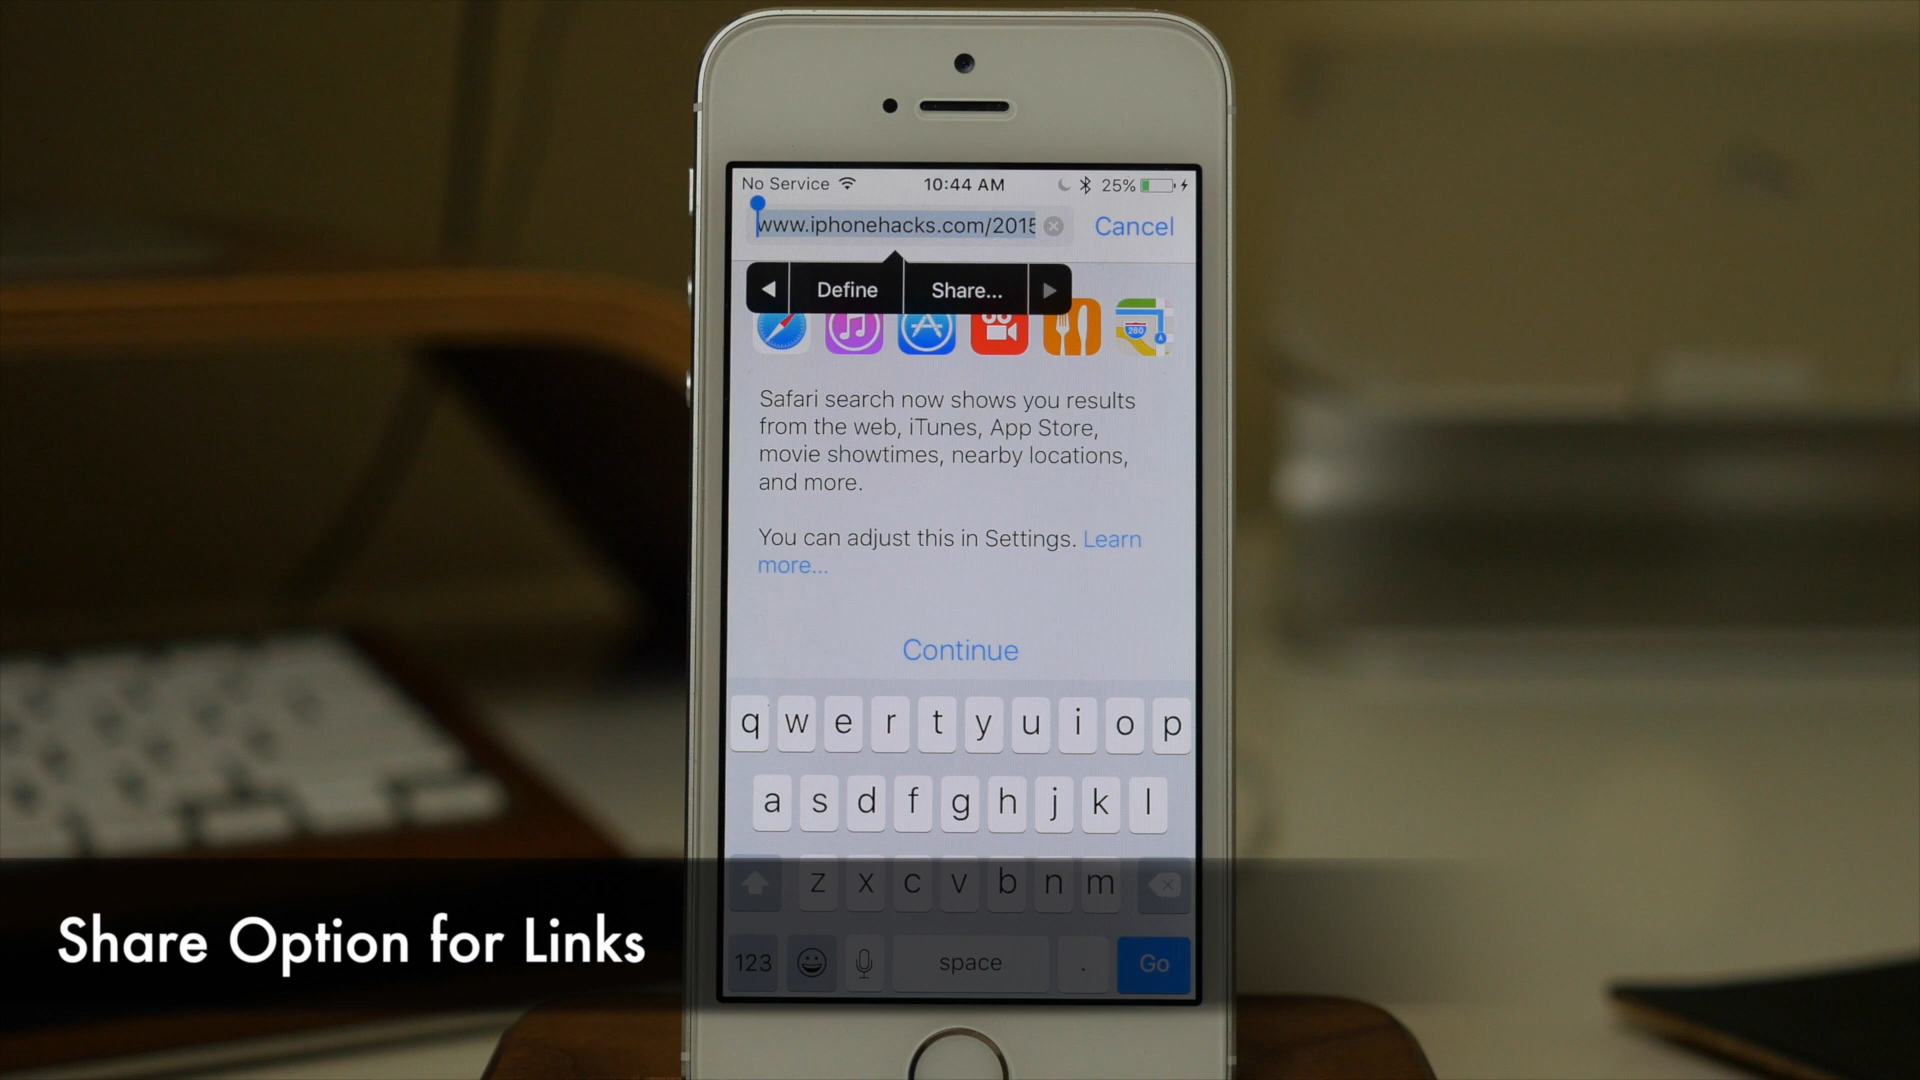 No Service 10:44 AM 25%
www.iphonehacks.com/2015 Cancel
Define Share...
280
Safari search now shows you results
from the web, iTunes, App Store,
movie showtimes, nearby locations,
and more.
You can adjust this in Settings. Learn
more...
Continue
q w e r t y u i o p
a s d f g h j k l
z x c v b n m
123 space . Go
Share Option for Links